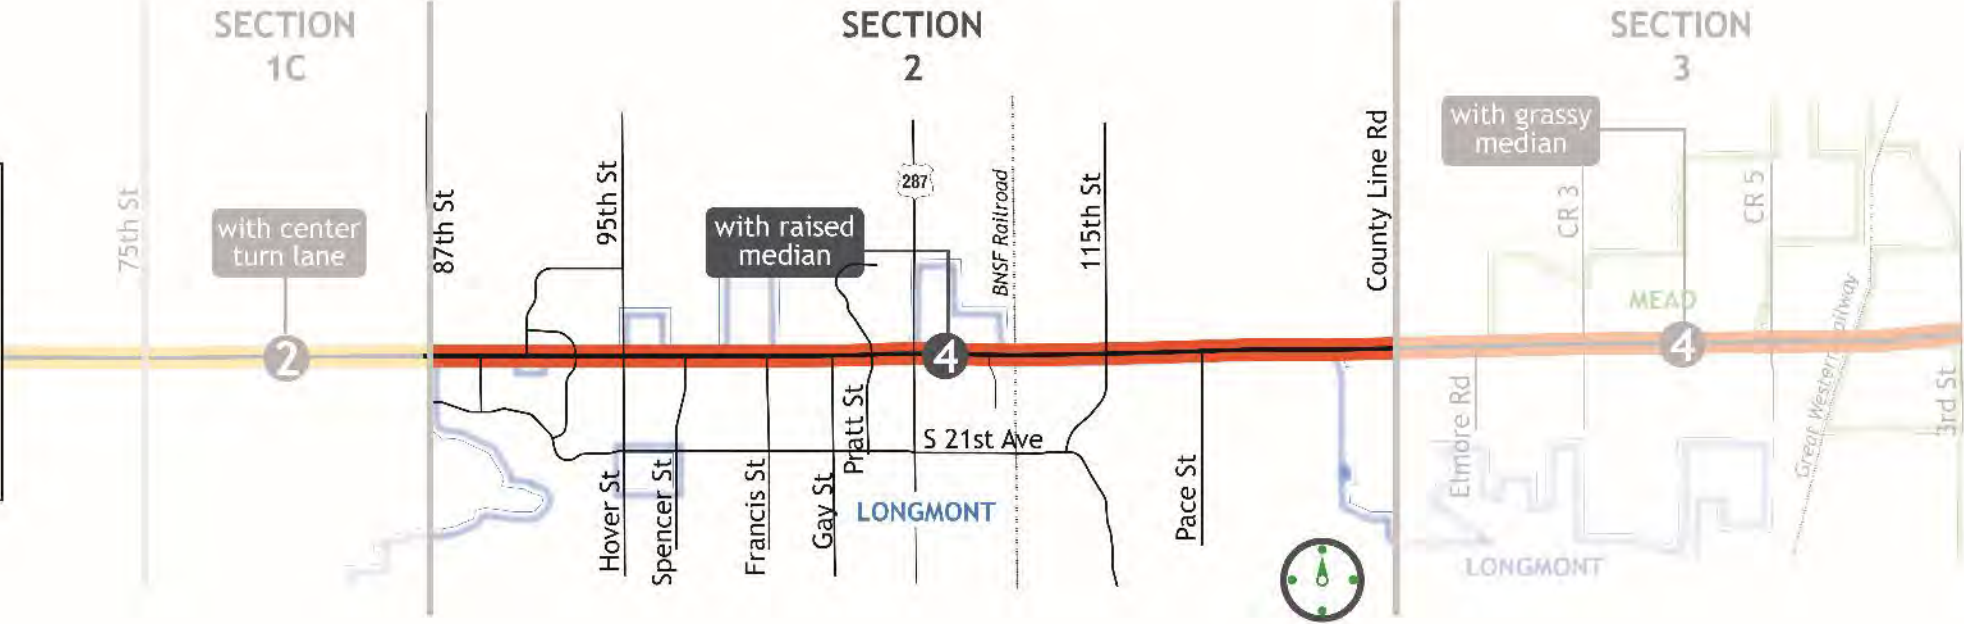 SECTION
1C
SECTION
2
SECTION
3
75th St
with center
turn lane
2
87th St
95th St
with raised
median
287
BNSF Railroad
115th St
County Line Rd
with grassy
median
CR 3
CR 5
MEAD
4
4
Great Western Railway
3rd St
Elmore Rd
Pratt St
S 21st Ave
Hover St
Spencer St
Francis St
Gay St
LONGMONT
Pace St
LONGMONT